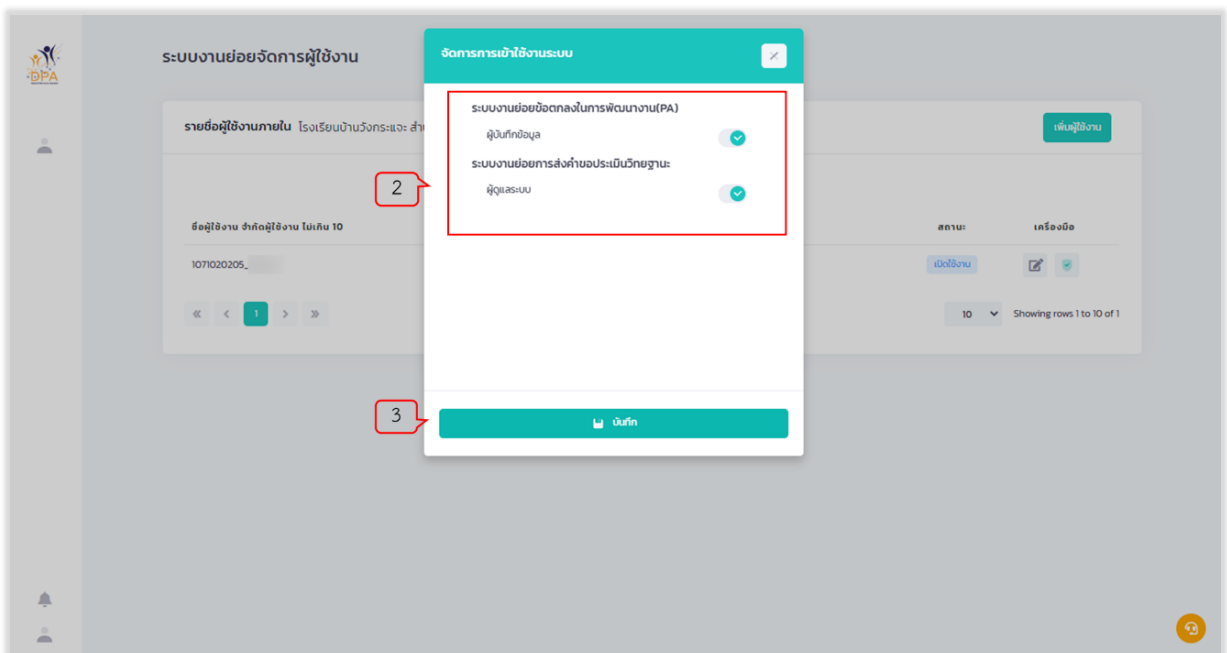 DPA
ระบบงานย่อยจัดการผู้ใช้งาน
รายชื่อผู้ใช้งานภายใน โรงเรียนบ้านวังกระแจะ
เพิ่มผู้ใช้งาน
ชื่อผู้ใช้งาน จำกัดผู้ใช้งาน ไม่เกิน 10
สถานะ
เครื่องมือ
1071020205_
เปิดใช้งาน
1
10
Showing rows 1 to 10 of 1
จัดการการเข้าใช้งานระบบ
2
ระบบงานย่อยข้อตกลงในการพัฒนางาน(PA)
ผู้บันทึกข้อมูล
ระบบงานย่อยการส่งคำขอประเมินวิทยฐานะ
ผู้ดูแลระบบ
3
บันทึก